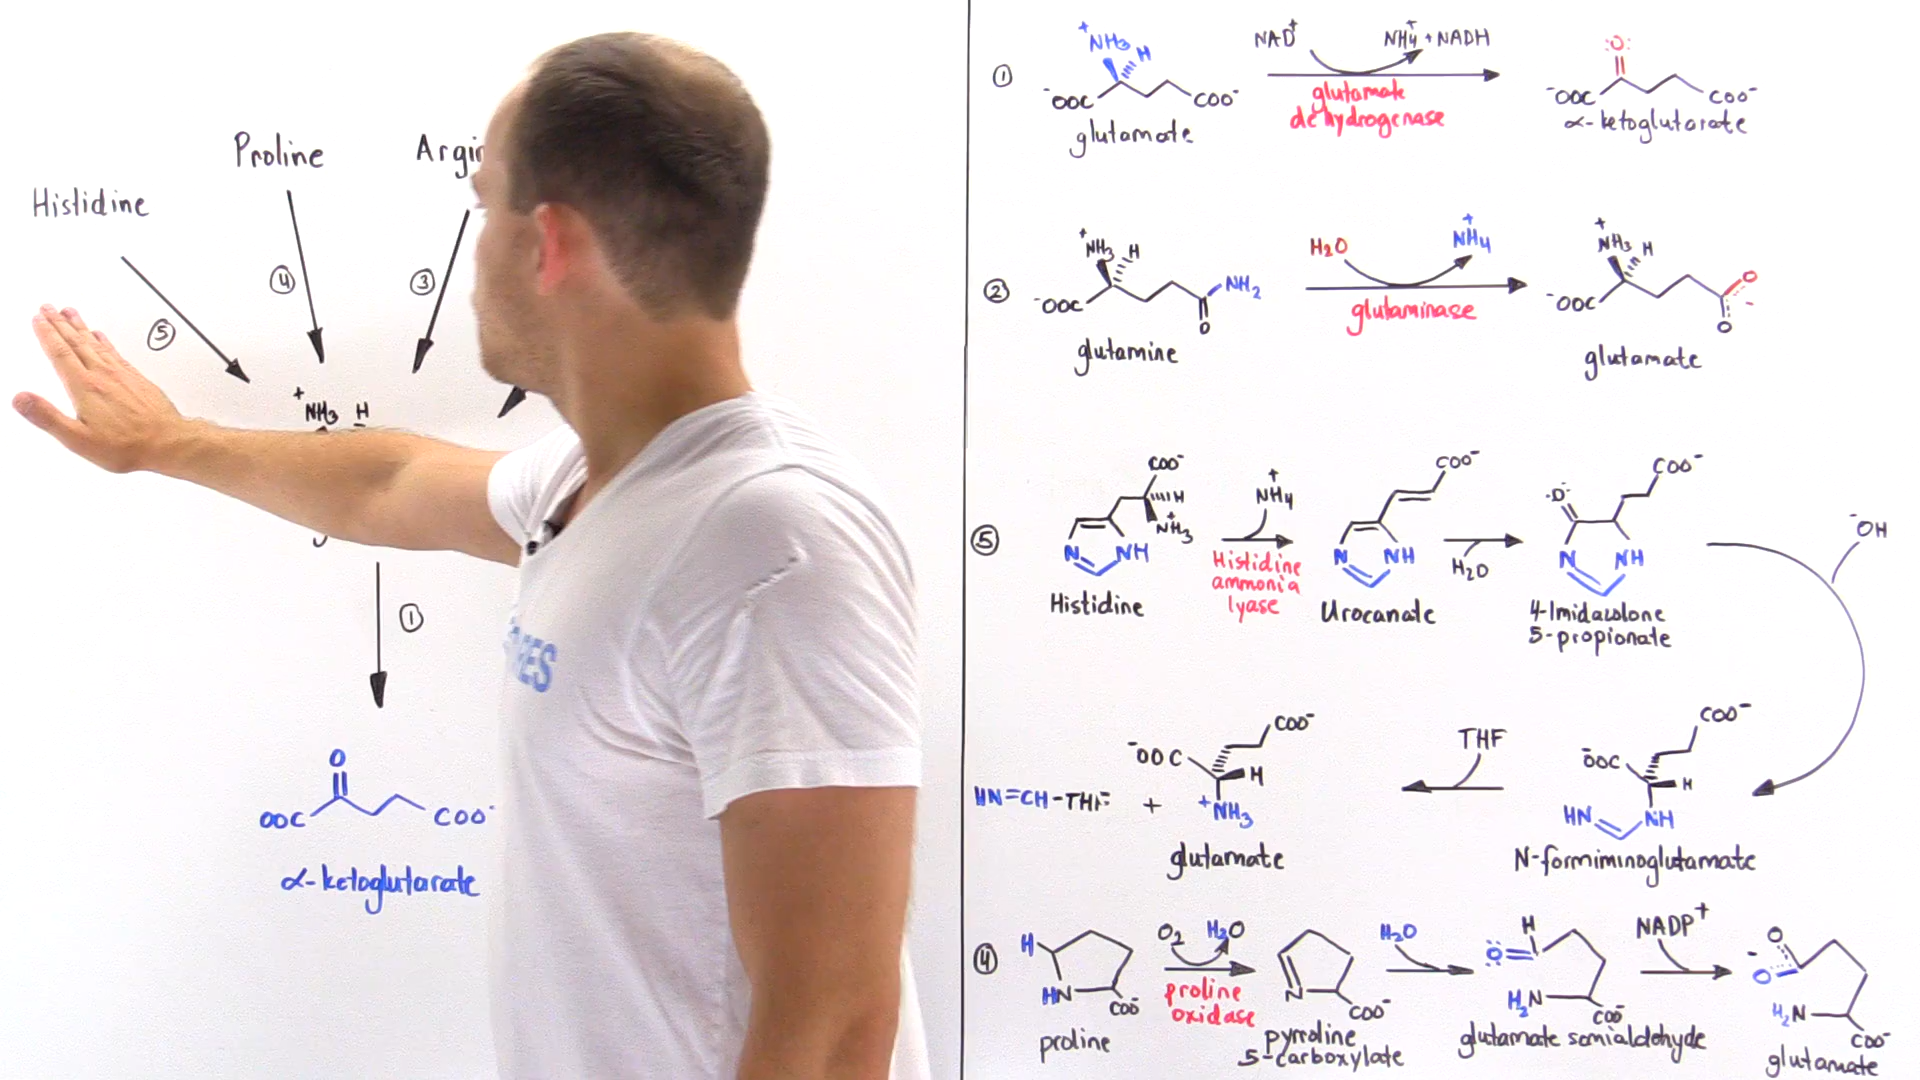 Histidine
Proline
Argin
⑤
④
③
+
NH3 H
①
O
OOC COO-
α-ketoglutarate
RES
①
+
NH3 H
-OOC COO-
glutamate
NAD+ NH4+ + NADH
glutamate
dehydrogenase
:O:
-OOC COO-
α-ketoglutarate
②
+
NH3 H
-OOC NH2
O
glutamine
H2O NH4+
glutaminase
+
NH3 H
-OOC O
O -
glutamate
⑤
COO-
H
+
NH3
N NH
Histidine
NH4+
Histidine
ammonia
lyase
COO-
N NH
Urocanate
H2O
COO-
O
N NH
4-Imidazolone
5-propionate
-OH
COO-
-OOC
H
HN NH
N-formiminoglutamate
THF
COO-
-OOC
H
+NH3
glutamate
HN=CH-THF +
④
H
HN COO-
proline
O2 H2O
proline
oxidase
N COO-
pyrroline
5-carboxylate
H2O
H
O
H2N COO-
glutamate semialdehyde
NADP+
O
- O
H2N COO-
glutamate